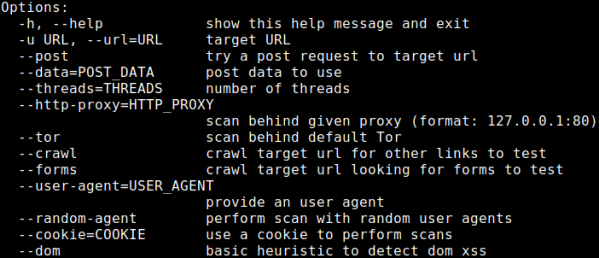 Options:
  -h, --help            show this help message and exit
  -u URL, --url=URL     target URL
  --post                try a post request to target url
  --data=POST_DATA      post data to use
  --threads=THREADS     number of threads
  --http-proxy=HTTP_PROXY
                        scan behind given proxy (format: 127.0.0.1:80)
  --tor                 scan behind default Tor
  --crawl               crawl target url for other links to test
  --forms               crawl target url looking for forms to test
  --user-agent=USER_AGENT
                        provide an user agent
  --random-agent        perform scan with random user agents
  --cookie=COOKIE       use a cookie to perform scans
  --dom                 basic heuristic to detect dom xss